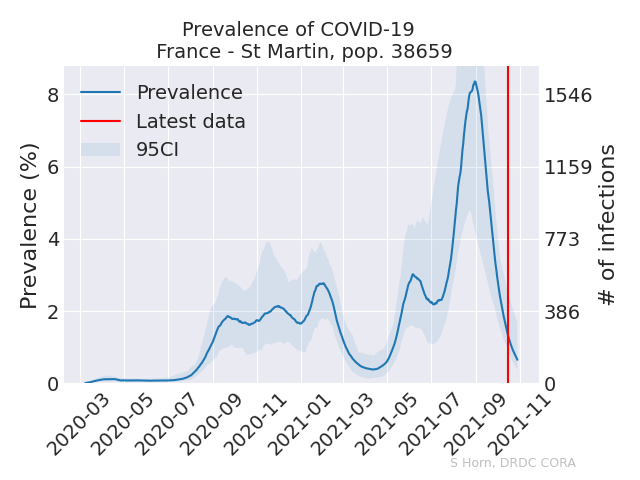 Prevalence of COVID-19
France - St Martin, pop. 38659
Prevalence
Latest data
95CI
Prevalence (%)
8
6
4
2
0
1546
1159
773
386
0
# of infections
2020-03
2020-05
2020-07
2020-09
2020-11
2021-01
2021-03
2021-05
2021-07
2021-09
2021-11
S Horn, DRDC CORA